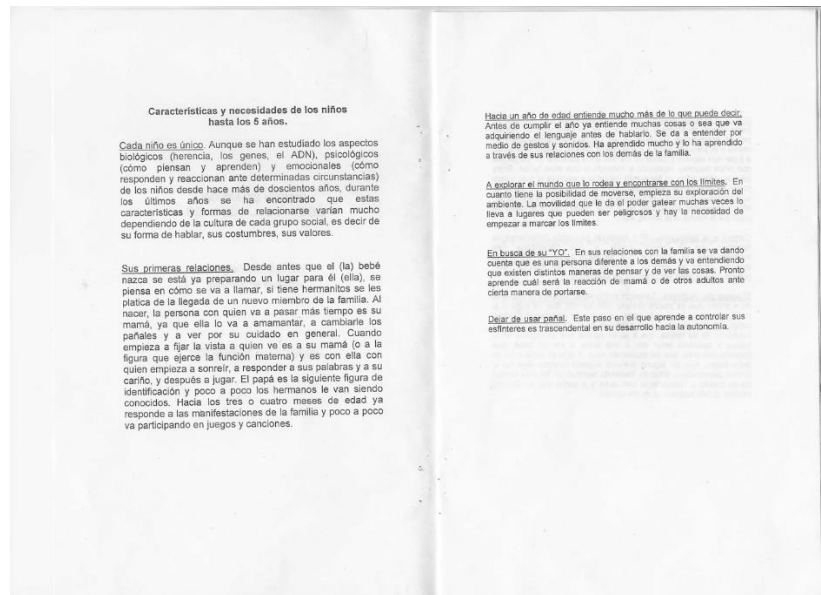 Características y necesidades de los niños
hasta los 5 años.
Cada niño es único. Aunque se han estudiado los aspectos
biológicos (herencia, los genes, el ADN), psicológicos
(cómo piensan y aprenden) y emocionales (cómo
responden y reaccionan ante determinadas circunstancias)
de los niños desde hace más de doscientos años, durante
los últimos años se ha encontrado que estas
características y formas de relacionarse varían mucho
dependiendo de la cultura de cada grupo social, es decir de
su forma de hablar, sus costumbres, sus valores.
Sus primeras relaciones. Desde antes que el (la) bebé
nazca se está ya preparando un lugar para él (ella), se
piensa en cómo se va a llamar, si tiene hermanitos se les
platica de la llegada de un nuevo miembro de la familia. Al
nacer, la persona con quien va a pasar más tiempo es su
mamá, ya que ella lo va a amamantar, a cambiarle los
pañales y a ver por su cuidado en general. Cuando
empieza a fijar la vista a quien ve es a su mamá (o a la
figura que ejerce la función materna) y es con ella con
quien empieza a sonreír, a responder a sus palabras y a su
cariño, y después a jugar. El papá es la siguiente figura de
identificación y poco a poco los hermanos le van siendo
conocidos. Hacia los tres o cuatro meses de edad ya
responde a las manifestaciones de la familia y poco a poco
va participando en juegos y canciones.
Hacia un año de edad entiende mucho más de lo que puede decir.
Antes de cumplir el año ya entiende muchas cosas o sea que va
adquiriendo el lenguaje antes de hablarlo. Se da a entender por
medio de gestos y sonidos. Ha aprendido mucho y lo ha aprendido
a través de sus relaciones con los demás de la familia.
A explorar el mundo que lo rodea y encontrarse con los límites. En
cuanto tiene la posibilidad de moverse, empieza su exploración del
ambiente. La movilidad que le da el poder gatear muchas veces lo
lleva a lugares que pueden ser peligrosos y hay la necesidad de
empezar a marcar los límites.
En busca de su "YO". En sus relaciones con la familia se va dando
cuenta que es una persona diferente a los demás y va entendiendo
que existen distintos maneras de pensar y de ver las cosas. Pronto
aprende cuál será la reacción de mamá o de otros adultos ante
cierta manera de portarse.
Dejar de usar pañal. Este paso en el que aprende a controlar sus
esfínteres es trascendental en su desarrollo hacia la autonomía.